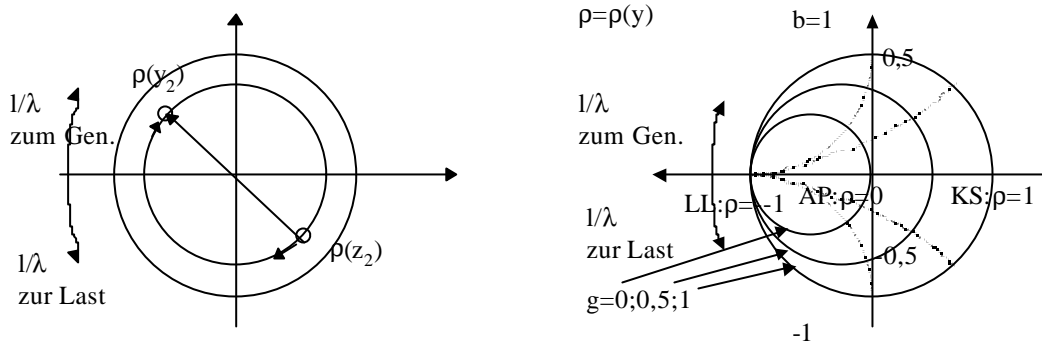 ρ(y₂)
l/λ
zum Gen.
ρ(z₂)
l/λ
zur Last
ρ=ρ(y)
b=1
0,5
l/λ
zum Gen.
LL:ρ=-1
AP:ρ=0
KS:ρ=1
l/λ
zur Last
-0,5
g=0;0,5;1
-1